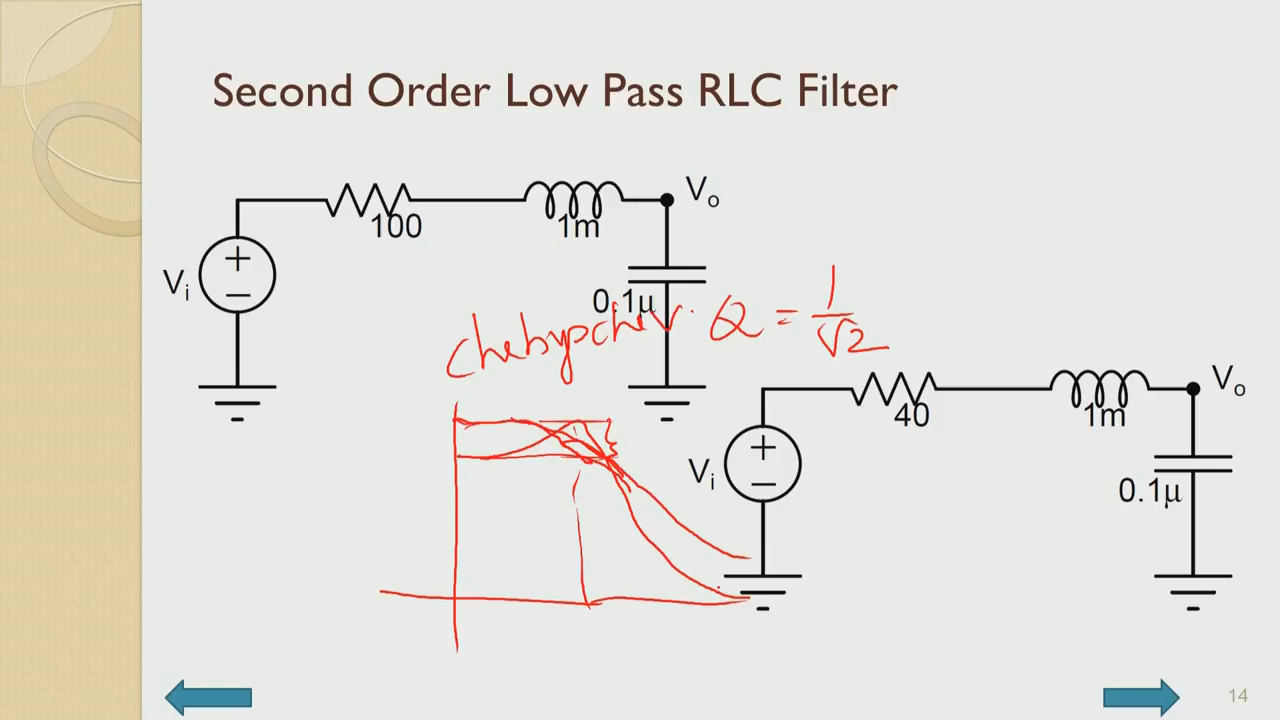 Second Order Low Pass RLC Filter
Vo
100
1m
Vi
+
−
0.1μ
chebypchev. Q = 1/√2
Vo
40
1m
Vi
+
−
0.1μ
14